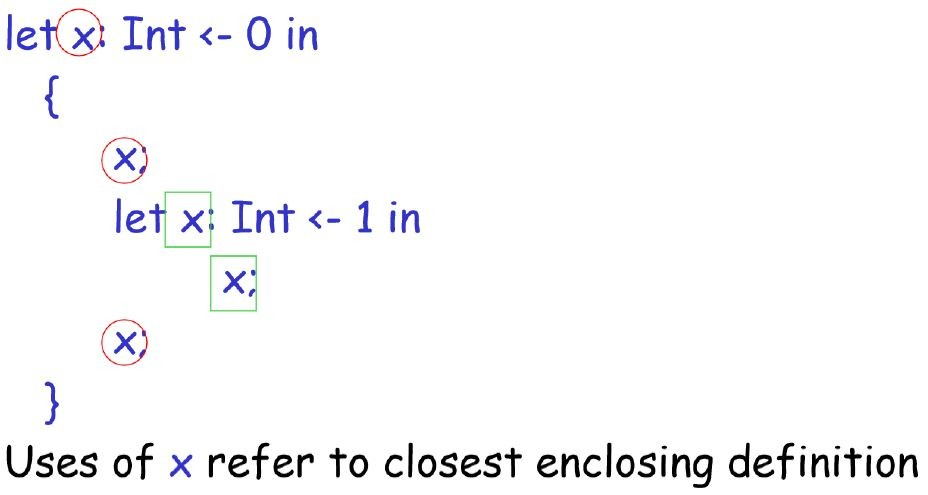 let x: Int <- 0 in
{
x;
let x: Int <- 1 in
x;
x;
}
Uses of x refer to closest enclosing definition